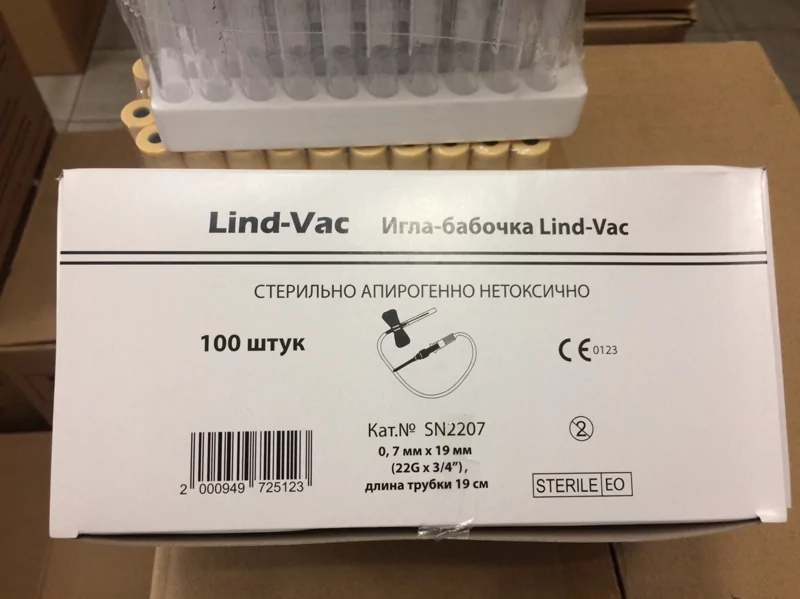 Lind-Vac Игла-бабочка Lind-Vac
СТЕРИЛЬНО АПИРОГЕННО НЕТОКСИЧНО
100 штук
CE 0123
Кат.№ SN2207
0, 7 мм x 19 мм
(22G x 3/4”),
длина трубки 19 см
2
STERILE EO
2 000949 725123